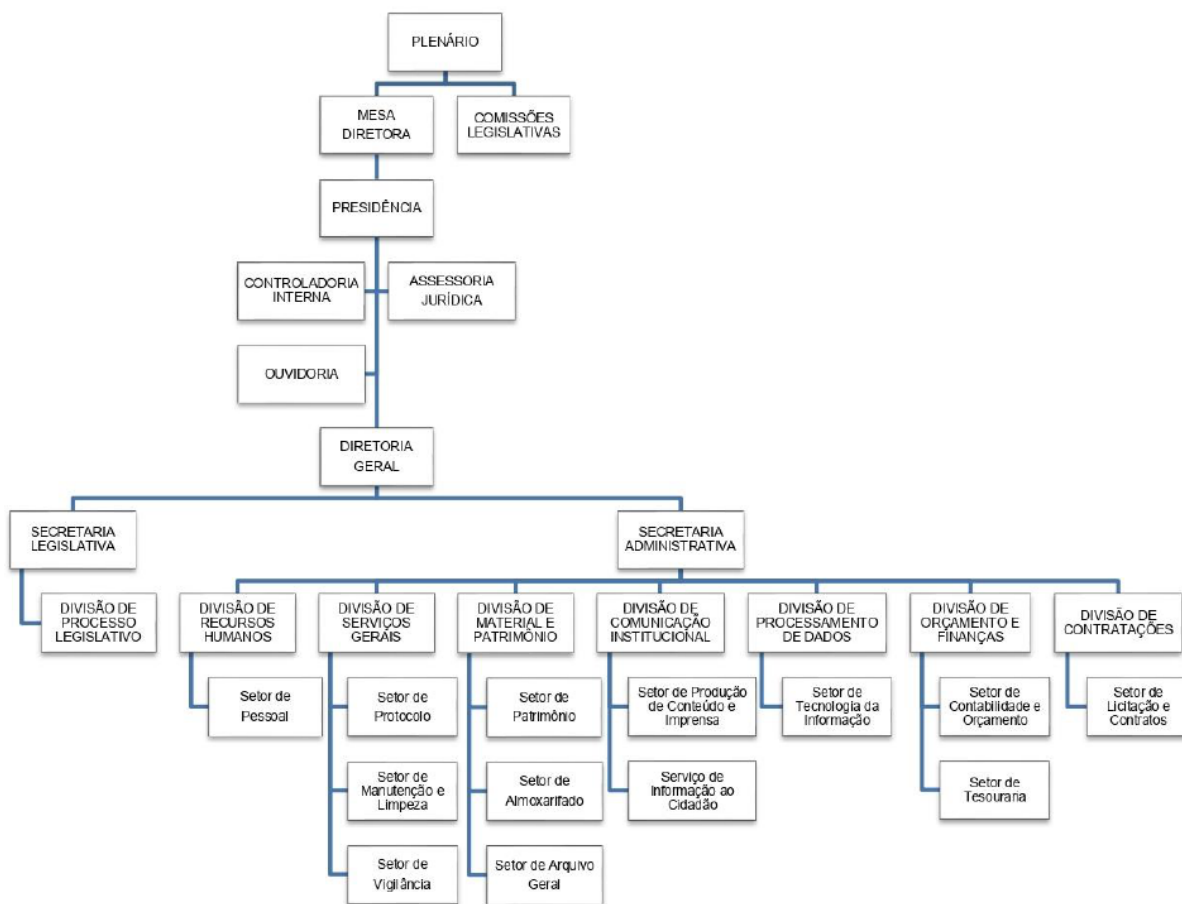 PLENÁRIO
MESA
DIRETORA
COMISSÕES
LEGISLATIVAS
PRESIDÊNCIA
CONTROLADORIA
INTERNA
ASSESSORIA
JURÍDICA
OUVIDORIA
DIRETORIA
GERAL
SECRETARIA
LEGISLATIVA
SECRETARIA
ADMINISTRATIVA
DIVISÃO DE
PROCESSO
LEGISLATIVO
DIVISÃO DE
RECURSOS
HUMANOS
DIVISÃO DE
SERVIÇOS
GERAIS
DIVISÃO DE
MATERIAL E
PATRIMÔNIO
DIVISÃO DE
COMUNICAÇÃO
INSTITUCIONAL
DIVISÃO DE
PROCESSAMENTO
DE DADOS
DIVISÃO DE
ORÇAMENTO E
FINANÇAS
DIVISÃO DE
CONTRATAÇÕES
Setor de
Pessoal
Setor de
Protocolo
Setor de
Patrimônio
Setor de Produção
de Conteúdo e
Imprensa
Setor de
Tecnologia da
Informação
Setor de
Contabilidade e
Orçamento
Setor de
Licitação e
Contratos
Setor de
Manutenção e
Limpeza
Setor de
Almoxarifado
Serviço de
Informação ao
Cidadão
Setor de
Tesouraria
Setor de
Vigilância
Setor de Arquivo
Geral